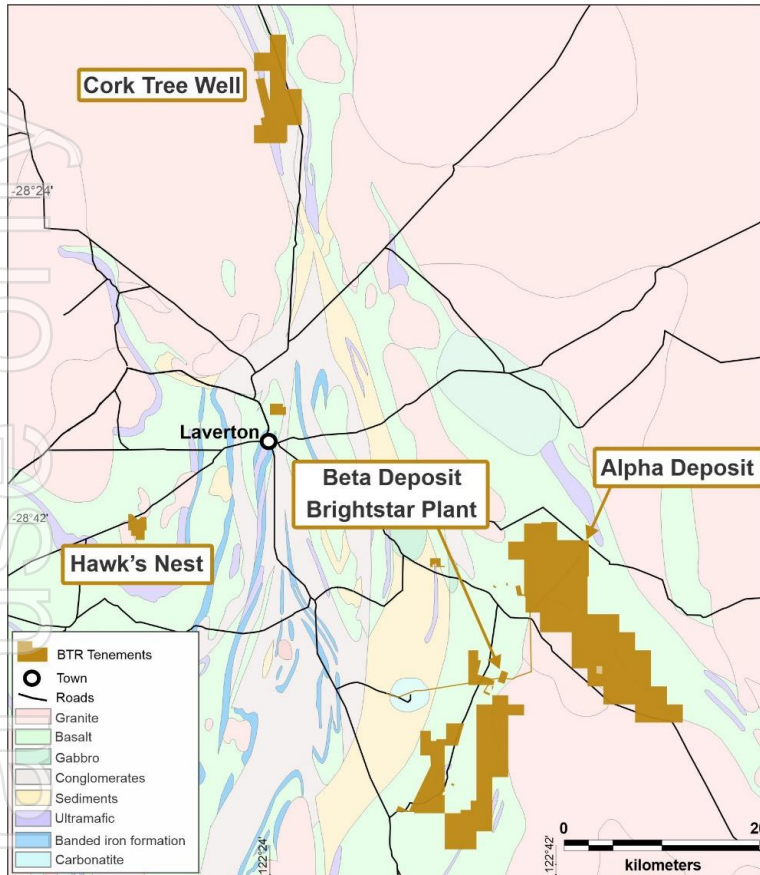 Cork Tree Well
-28°24'
Laverton
Beta Deposit
Brightstar Plant
Alpha Deposit
-28°42'
Hawk's Nest
BTR Tenements
Town
Roads
Granite
Basalt
Gabbro
Conglomerates
Sediments
Ultramafic
Banded iron formation
Carbonatite
122°24'
122°42'
0
20
kilometers